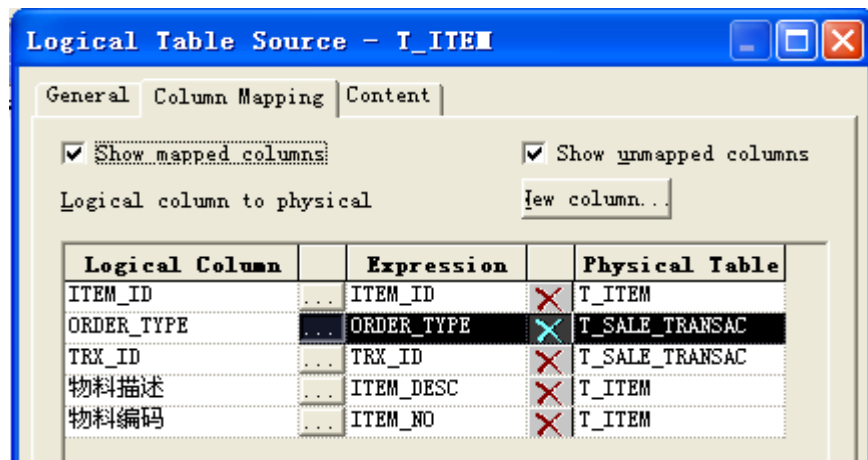 Logical Table Source - T_ITEM
General Column Mapping Content
Show mapped columns Show unmapped columns
Logical column to physical New column...
Logical Column Expression Physical Table
ITEM_ID ... ITEM_ID T_ITEM
ORDER_TYPE ... ORDER_TYPE T_SALE_TRANSAC
TRX_ID ... TRX_ID T_SALE_TRANSAC
物料描述 ... ITEM_DESC T_ITEM
物料编码 ... ITEM_NO T_ITEM